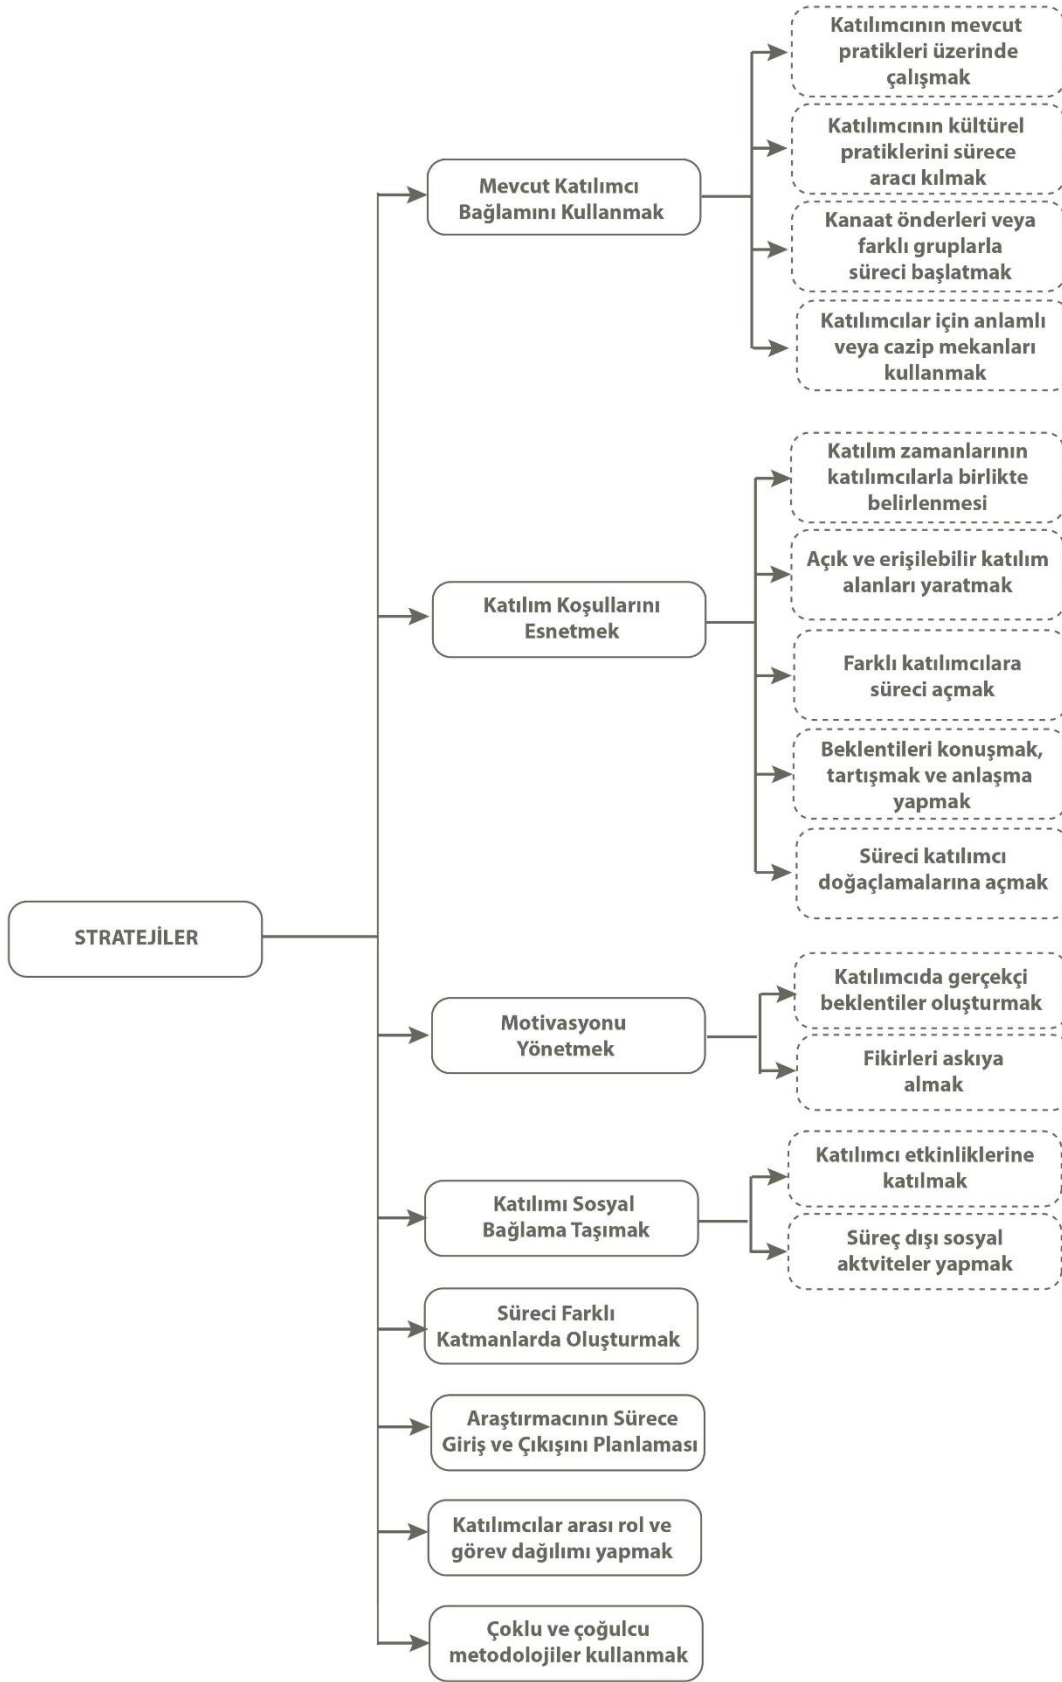 STRATEJİLER
Mevcut Katılımcı
Bağlamını Kullanmak
Katılımcının mevcut
pratikleri üzerinde
çalışmak
Katılımcının kültürel
pratiklerini sürece
aracı kılmak
Kanaat önderleri veya
farklı gruplarla
süreci başlatmak
Katılımcılar için anlamlı
veya cazip mekanları
kullanmak
Katılım Koşullarını
Esnetmek
Katılım zamanlarının
katılımcılarla birlikte
belirlenmesi
Açık ve erişilebilir katılım
alanları yaratmak
Farklı katılımcılara
süreci açmak
Beklentileri konuşmak,
tartışmak ve anlaşma
yapmak
Süreci katılımcı
doğaçlamalarına açmak
Motivasyonu
Yönetmek
Katılımcıda gerçekçi
beklentiler oluşturmak
Fikirleri askıya
almak
Katılımı Sosyal
Bağlama Taşımak
Katılımcı etkinliklerine
katılmak
Süreç dışı sosyal
aktviteler yapmak
Süreci Farklı
Katmanlarda Oluşturmak
Araştırmacının Sürece
Giriş ve Çıkışını Planlaması
Katılımcılar arası rol ve
görev dağılımı yapmak
Çoklu ve çoğulcu
metodolojiler kullanmak